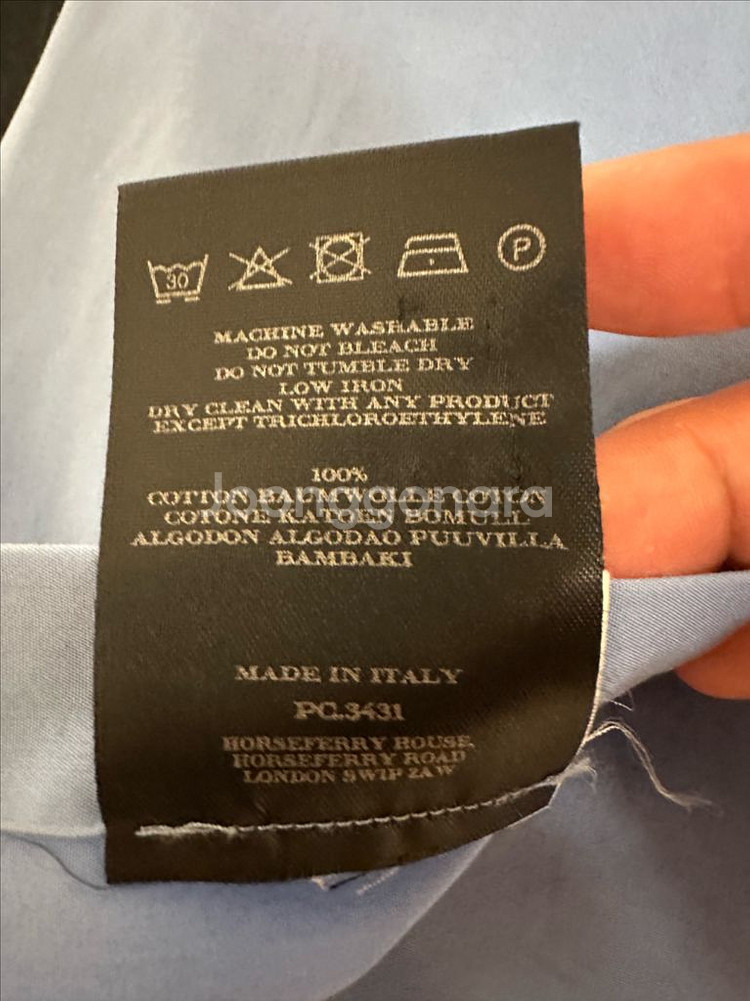 30
P
MACHINE WASHABLE
DO NOT BLEACH
DO NOT TUMBLE DRY
LOW IRON
DRY CLEAN WITH ANY PRODUCT
EXCEPT TRICHLOROETHYLENE
100%
COTTON BAUMWOLLE COTON
COTONE KATOEN BOMULL
ALGODON ALGODAO PUUVILLA
BAMBAKI
Joonggonara
MADE IN ITALY
PC.3431
HORSEFERRY HOUSE,
HORSEFERRY ROAD
LONDON SW1P 2AW